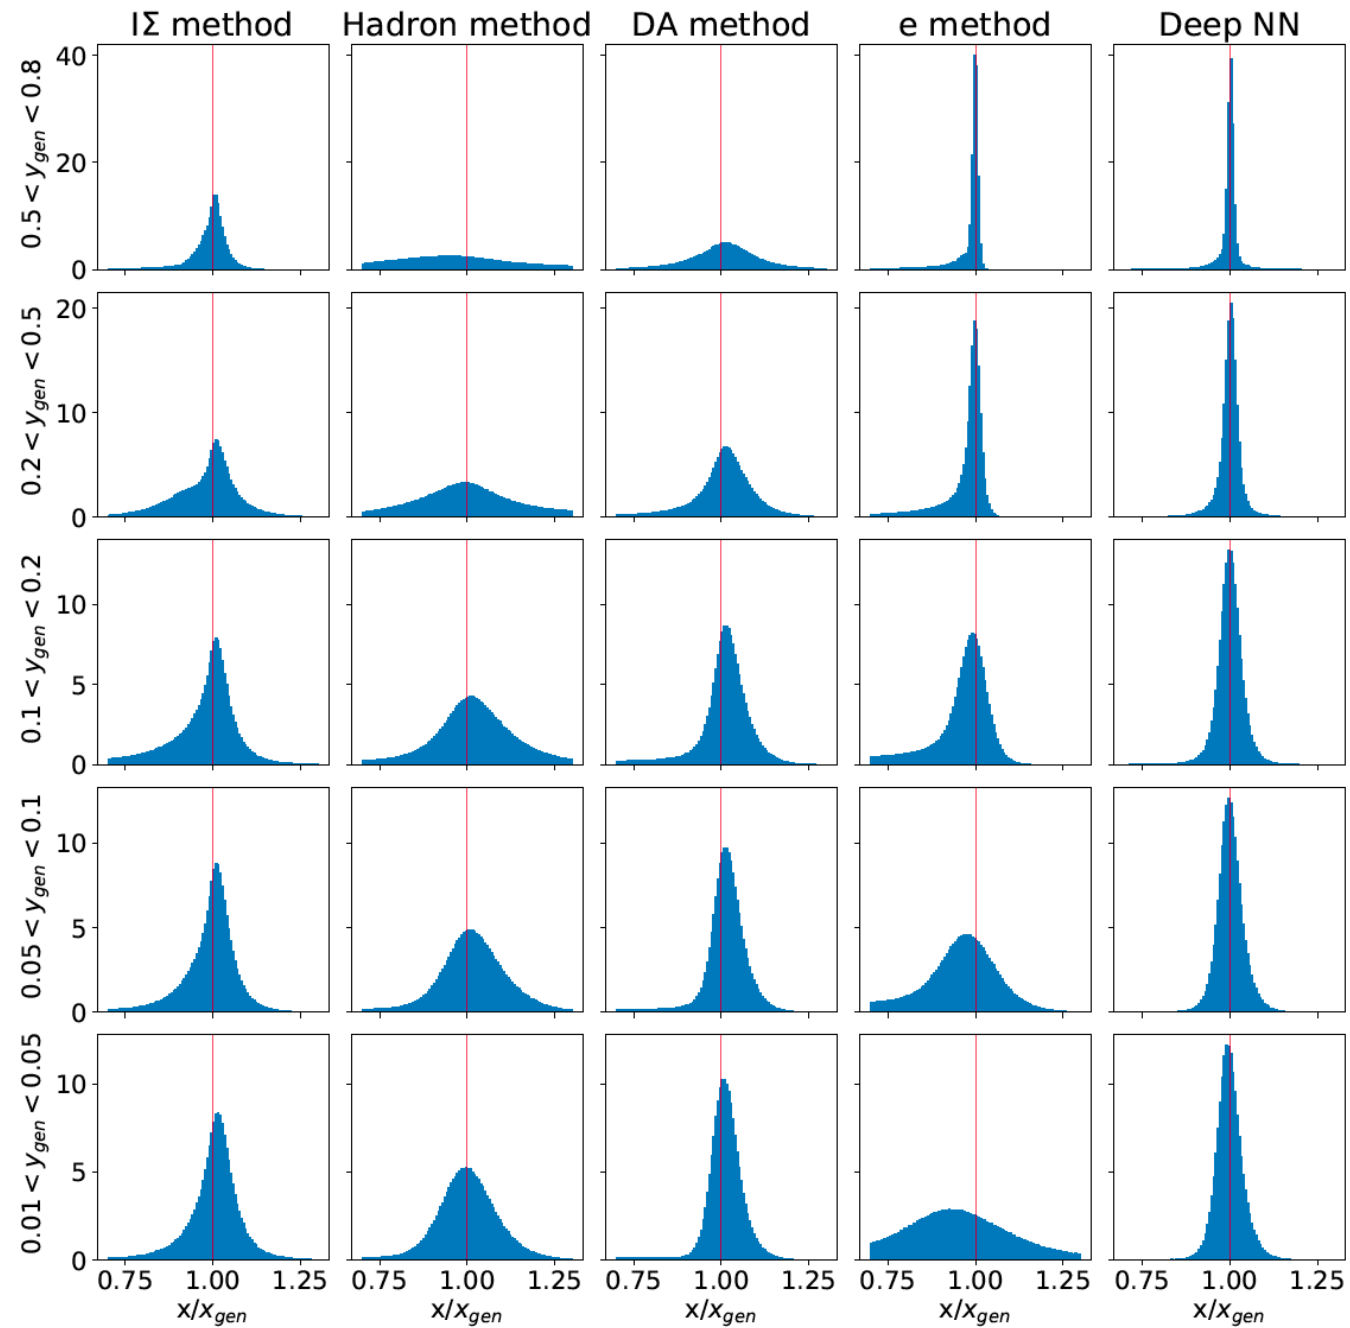 IΣ method Hadron method DA method e method Deep NN
0.5 < y_gen < 0.8
40
20
0
0.2 < y_gen < 0.5
20
10
0
0.1 < y_gen < 0.2
10
5
0
0.05 < y_gen < 0.1
10
5
0
0.01 < y_gen < 0.05
10
5
0
0.75 1.00 1.25 0.75 1.00 1.25 0.75 1.00 1.25 0.75 1.00 1.25 0.75 1.00 1.25
x/x_gen x/x_gen x/x_gen x/x_gen x/x_gen